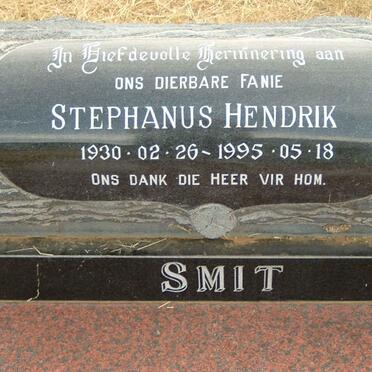 In Liefdevolle Herinnering aan
ONS DIERBARE FANIE
STEPHANUS HENDRIK
1930·02·26–1995·05·18
ONS DANK DIE HEER VIR HOM.
SMIT